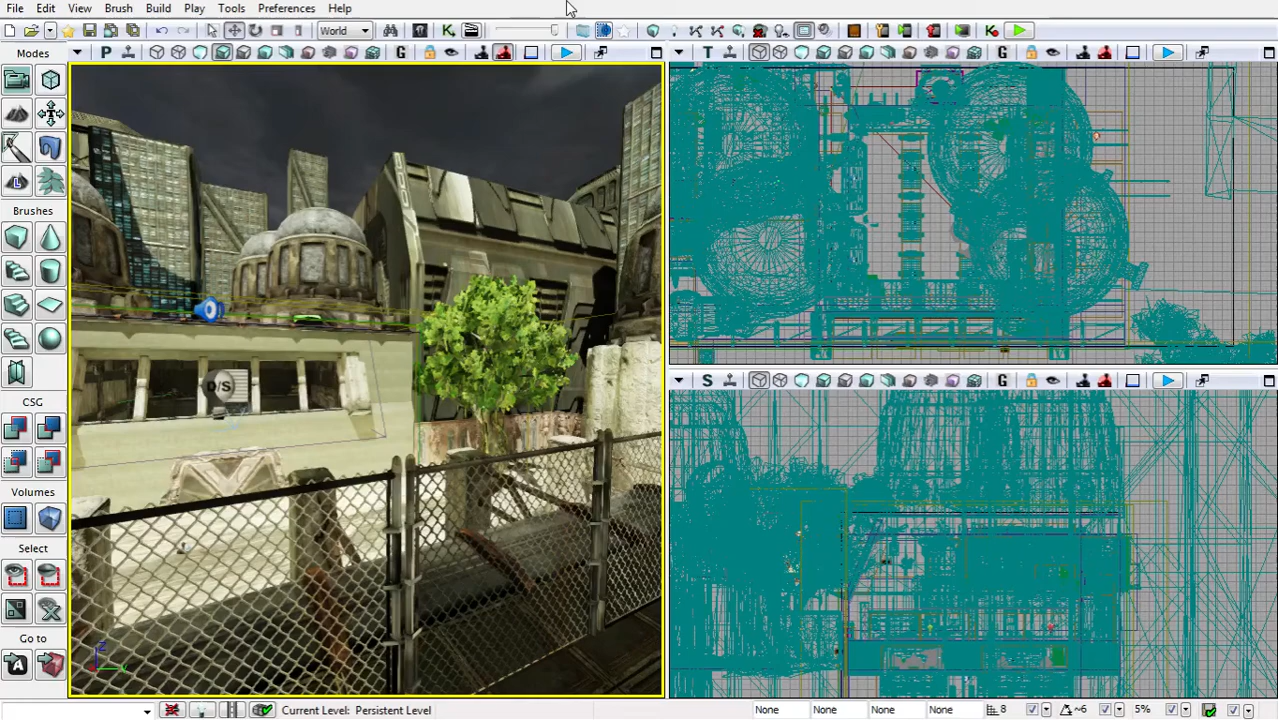 File Edit View Brush Build Play Tools Preferences Help
World
Modes
P G
T G
L
Brushes
D/S
CSG
Volumes
S G
Select
Go to
A
Z
Current Level: Persistent Level
None None None None 8 ~6 5%